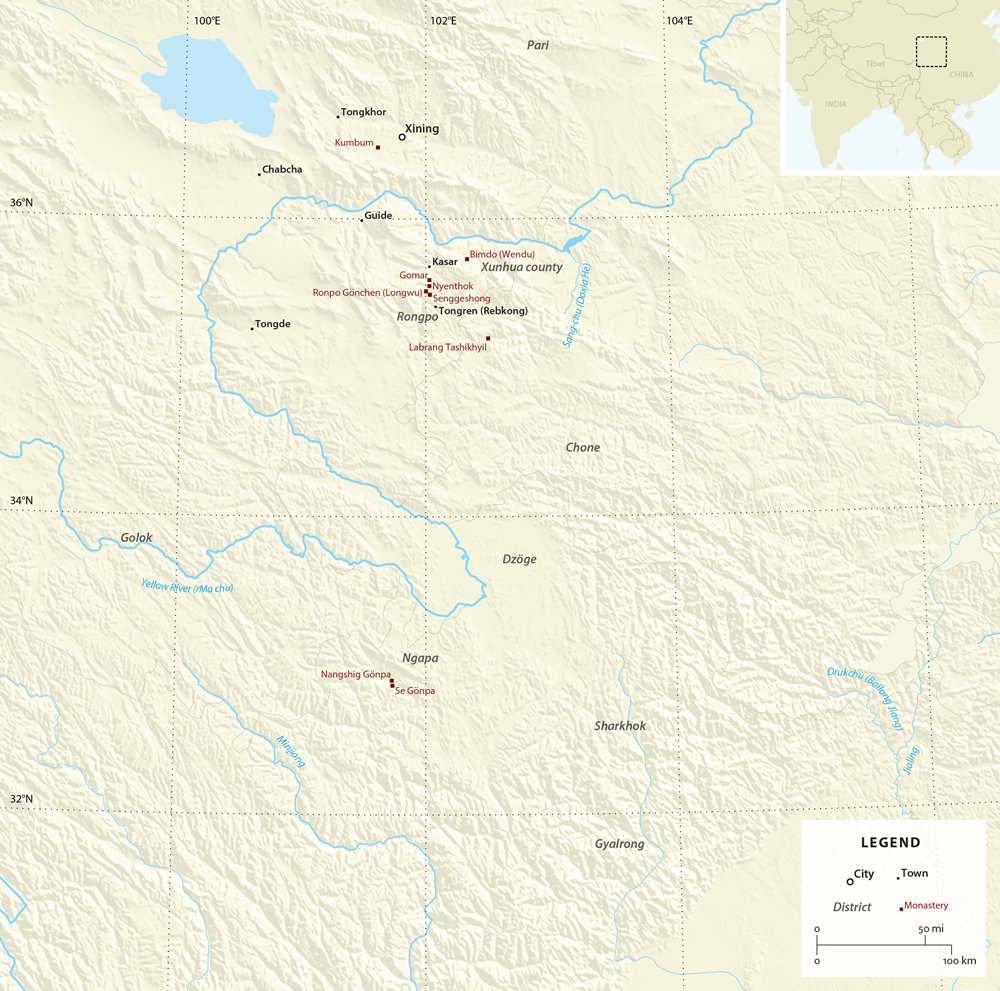 100°E
102°E
104°E
Pari
Tibet
CHINA
INDIA
Tongkhor
Xining
Kumbum
Chabcha
36°N
Guide
Bimdo (Wendu)
Kasar
Xunhua county
Gomar
Nyenthok
Ronpo Gönchen (Longwu)
Senggeshong
Tongren (Rebkong)
Rongpo
Sang-chu (Daxia He)
Tongde
Labrang Tashikhyil
Chone
34°N
Golok
Dzöge
Yellow River (rMa chu)
Ngapa
Nangshig Gönpa
Se Gönpa
Drukchu (Bailong Jiang)
Sharkhok
Minjiang
Jialing
32°N
Gyalrong
LEGEND
City
Town
District
Monastery
0
50 mi
0
100 km